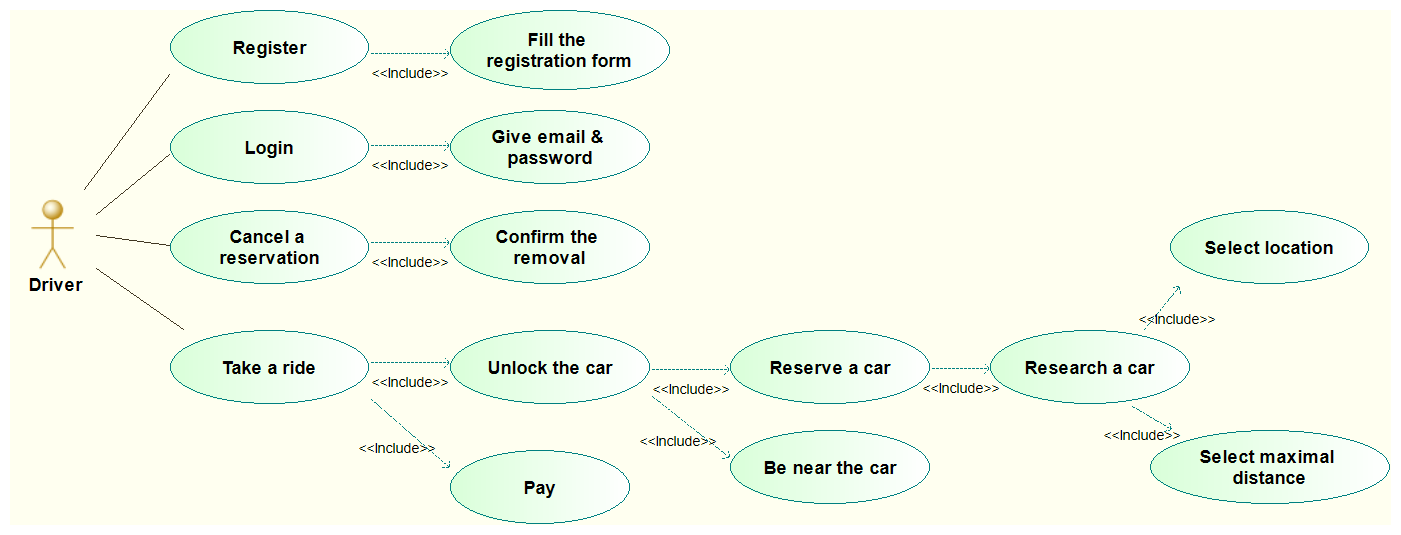 Register
<<Include>>
Fill the
registration form
Login
<<Include>>
Give email &
password
Driver
Cancel a
reservation
<<Include>>
Confirm the
removal
Select location
<<Include>>
Take a ride
<<Include>>
Unlock the car
<<Include>>
Reserve a car
<<Include>>
Research a car
<<Include>>
Pay
<<Include>>
Be near the car
<<Include>>
Select maximal
distance